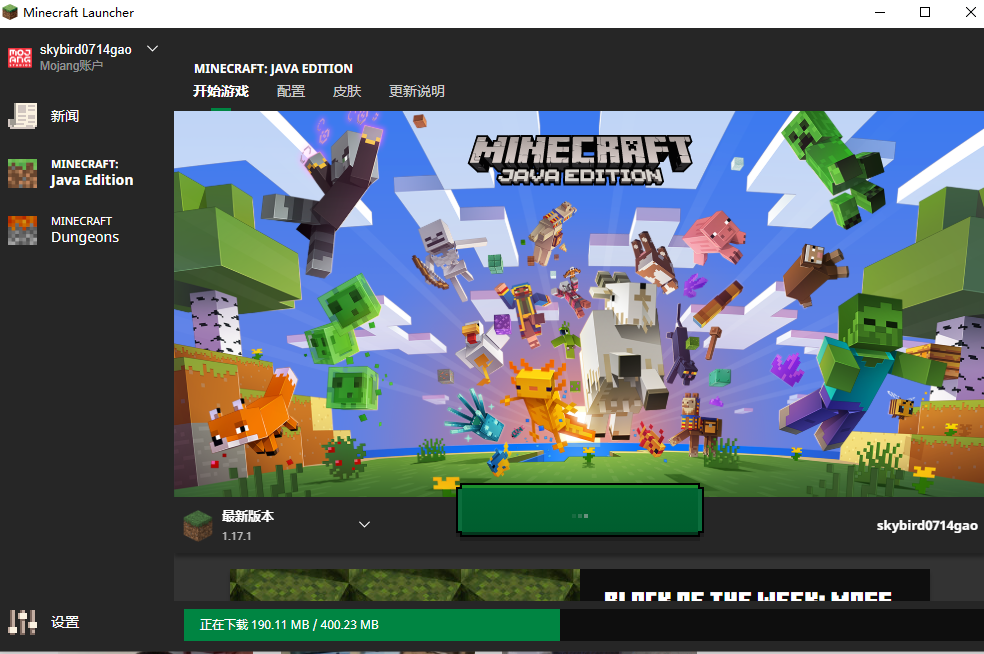 Minecraft Launcher
MOJANG
skybird0714gao
Mojang账户
新闻
MINECRAFT:
Java Edition
MINECRAFT
Dungeons
设置
MINECRAFT: JAVA EDITION
开始游戏 配置 皮肤 更新说明
MINECRAFT
JAVA EDITION
最新版本
1.17.1
skybird0714gao
BLOCK OF THE WEEK: MOSS
正在下载 190.11 MB / 400.23 MB